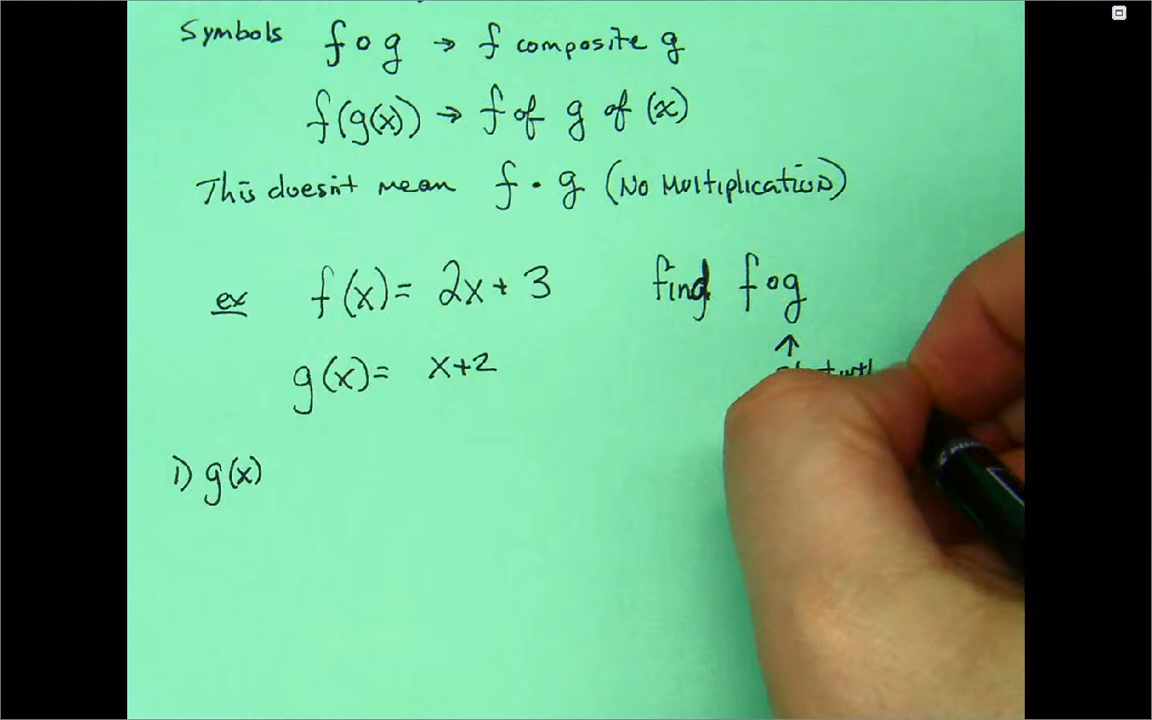 Symbols f o g → f composite g
f(g(x)) → f of g of (x)
This doesn't mean f • g (No Multiplication)
ex f(x) = 2x + 3 find f o g
g(x) = x+2
1) g(x)